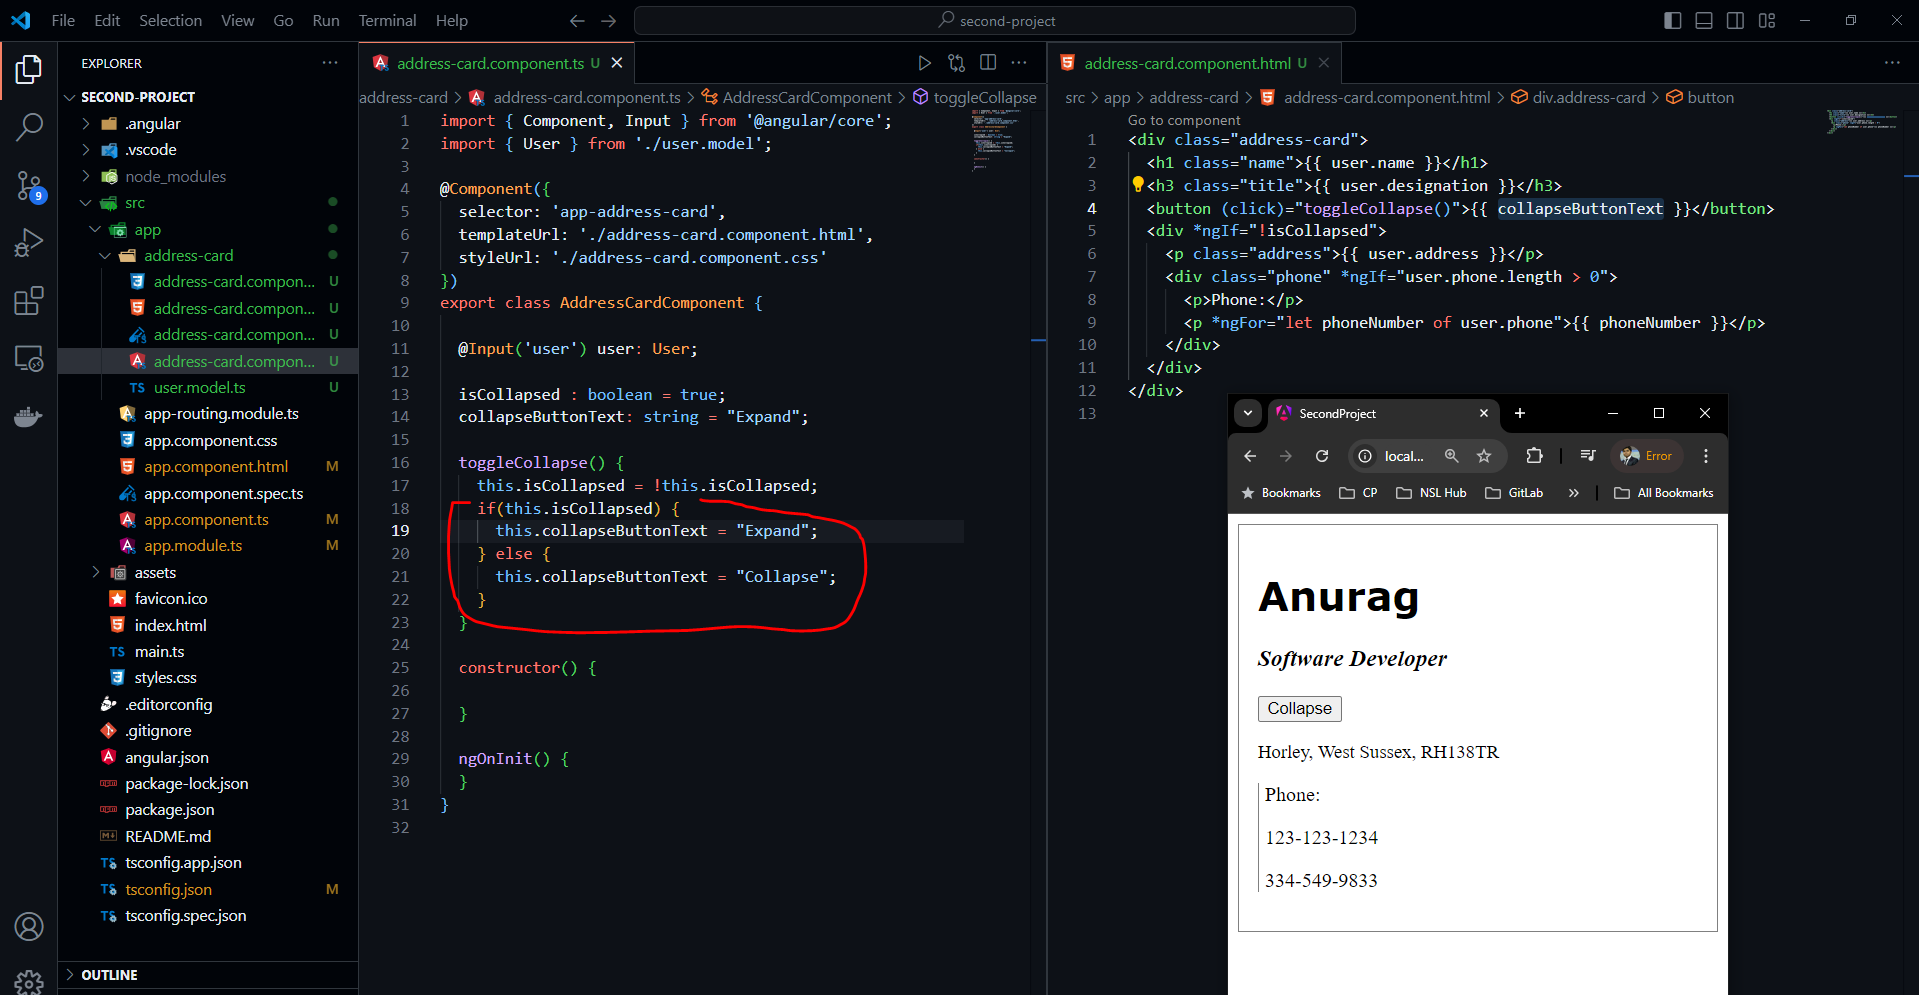 File Edit Selection View Go Run Terminal Help
second-project
EXPLORER
SECOND-PROJECT
.angular
.vscode
node_modules
src
app
address-card
address-card.compon... U
address-card.compon... U
address-card.compon... U
address-card.compon... U
TS user.model.ts U
app-routing.module.ts
app.component.css
app.component.html M
app.component.spec.ts
app.component.ts M
app.module.ts M
assets
favicon.ico
index.html
TS main.ts
styles.css
.editorconfig
.gitignore
angular.json
package-lock.json
package.json
README.md
TS tsconfig.app.json
TS tsconfig.json M
TS tsconfig.spec.json
OUTLINE
9
address-card.component.ts U
address-card > address-card.component.ts > AddressCardComponent > toggleCollapse
1 import { Component, Input } from '@angular/core';
2 import { User } from './user.model';
3
4 @Component({
5 selector: 'app-address-card',
6 templateUrl: './address-card.component.html',
7 styleUrl: './address-card.component.css'
8 })
9 export class AddressCardComponent {
10
11 @Input('user') user: User;
12
13 isCollapsed : boolean = true;
14 collapseButtonText: string = "Expand";
15
16 toggleCollapse() {
17 this.isCollapsed = !this.isCollapsed;
18 if(this.isCollapsed) {
19 this.collapseButtonText = "Expand";
20 } else {
21 this.collapseButtonText = "Collapse";
22 }
23 }
24
25 constructor() {
26
27 }
28
29 ngOnInit() {
30 }
31 }
32
address-card.component.html U
src > app > address-card > address-card.component.html > div.address-card > button
Go to component
1 <div class="address-card">
2 <h1 class="name">{{ user.name }}</h1>
3 <h3 class="title">{{ user.designation }}</h3>
4 <button (click)="toggleCollapse()">{{ collapseButtonText }}</button>
5 <div *ngIf="!isCollapsed">
6 <p class="address">{{ user.address }}</p>
7 <div class="phone" *ngIf="user.phone.length > 0">
8 <p>Phone:</p>
9 <p *ngFor="let phoneNumber of user.phone">{{ phoneNumber }}</p>
10 </div>
11 </div>
12 </div>
13
SecondProject
local...
Error
Bookmarks CP NSL Hub GitLab » All Bookmarks
Anurag
Software Developer
Collapse
Horley, West Sussex, RH138TR
Phone:
123-123-1234
334-549-9833